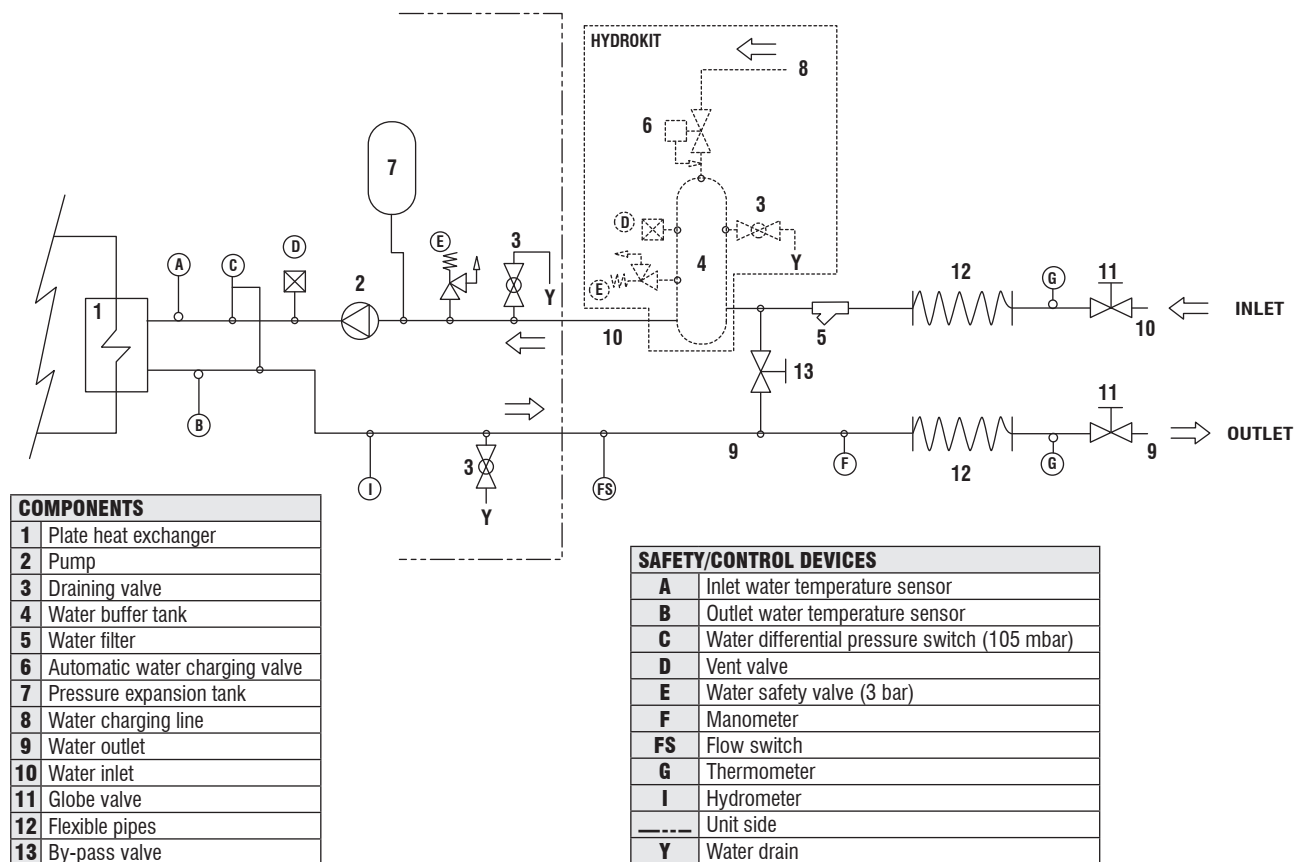 HYDROKIT
8
6
7
D
3
E
3
D
A
C
2
4
Y
12
G
11
1
E
Y
INLET
10
5
10
13
11
B
OUTLET
3
9
F
12
G
9
I
FS
Y
COMPONENTS
1 Plate heat exchanger
2 Pump
3 Draining valve
4 Water buffer tank
5 Water filter
6 Automatic water charging valve
7 Pressure expansion tank
8 Water charging line
9 Water outlet
10 Water inlet
11 Globe valve
12 Flexible pipes
13 By-pass valve
SAFETY/CONTROL DEVICES
A Inlet water temperature sensor
B Outlet water temperature sensor
C Water differential pressure switch (105 mbar)
D Vent valve
E Water safety valve (3 bar)
F Manometer
FS Flow switch
G Thermometer
I Hydrometer
Unit side
Y Water drain